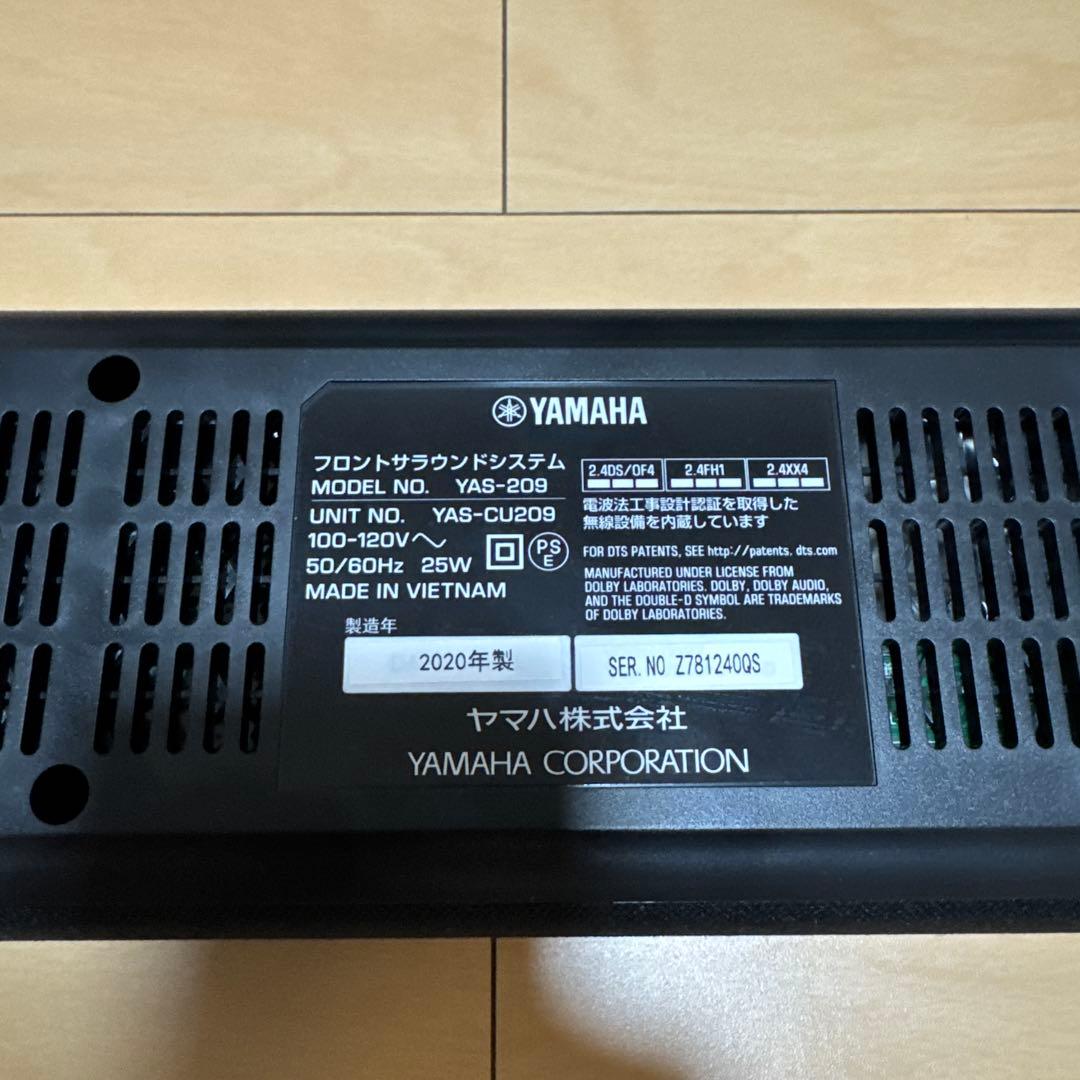 YAMAHA
フロントサラウンドシステム
MODEL NO. YAS-209
UNIT NO. YAS-CU209
100-120V～
50/60Hz 25W
PS
E
MADE IN VIETNAM
2.4DS/OF4 2.4FH1 2.4XX4
電波法工事設計認証を取得した
無線設備を内蔵しています
FOR DTS PATENTS, SEE http://patents.dts.com
MANUFACTURED UNDER LICENSE FROM
DOLBY LABORATORIES. DOLBY, DOLBY AUDIO,
AND THE DOUBLE-D SYMBOL ARE TRADEMARKS
OF DOLBY LABORATORIES.
製造年
2020年製
SER. NO Z781240QS
ヤマハ株式会社
YAMAHA CORPORATION